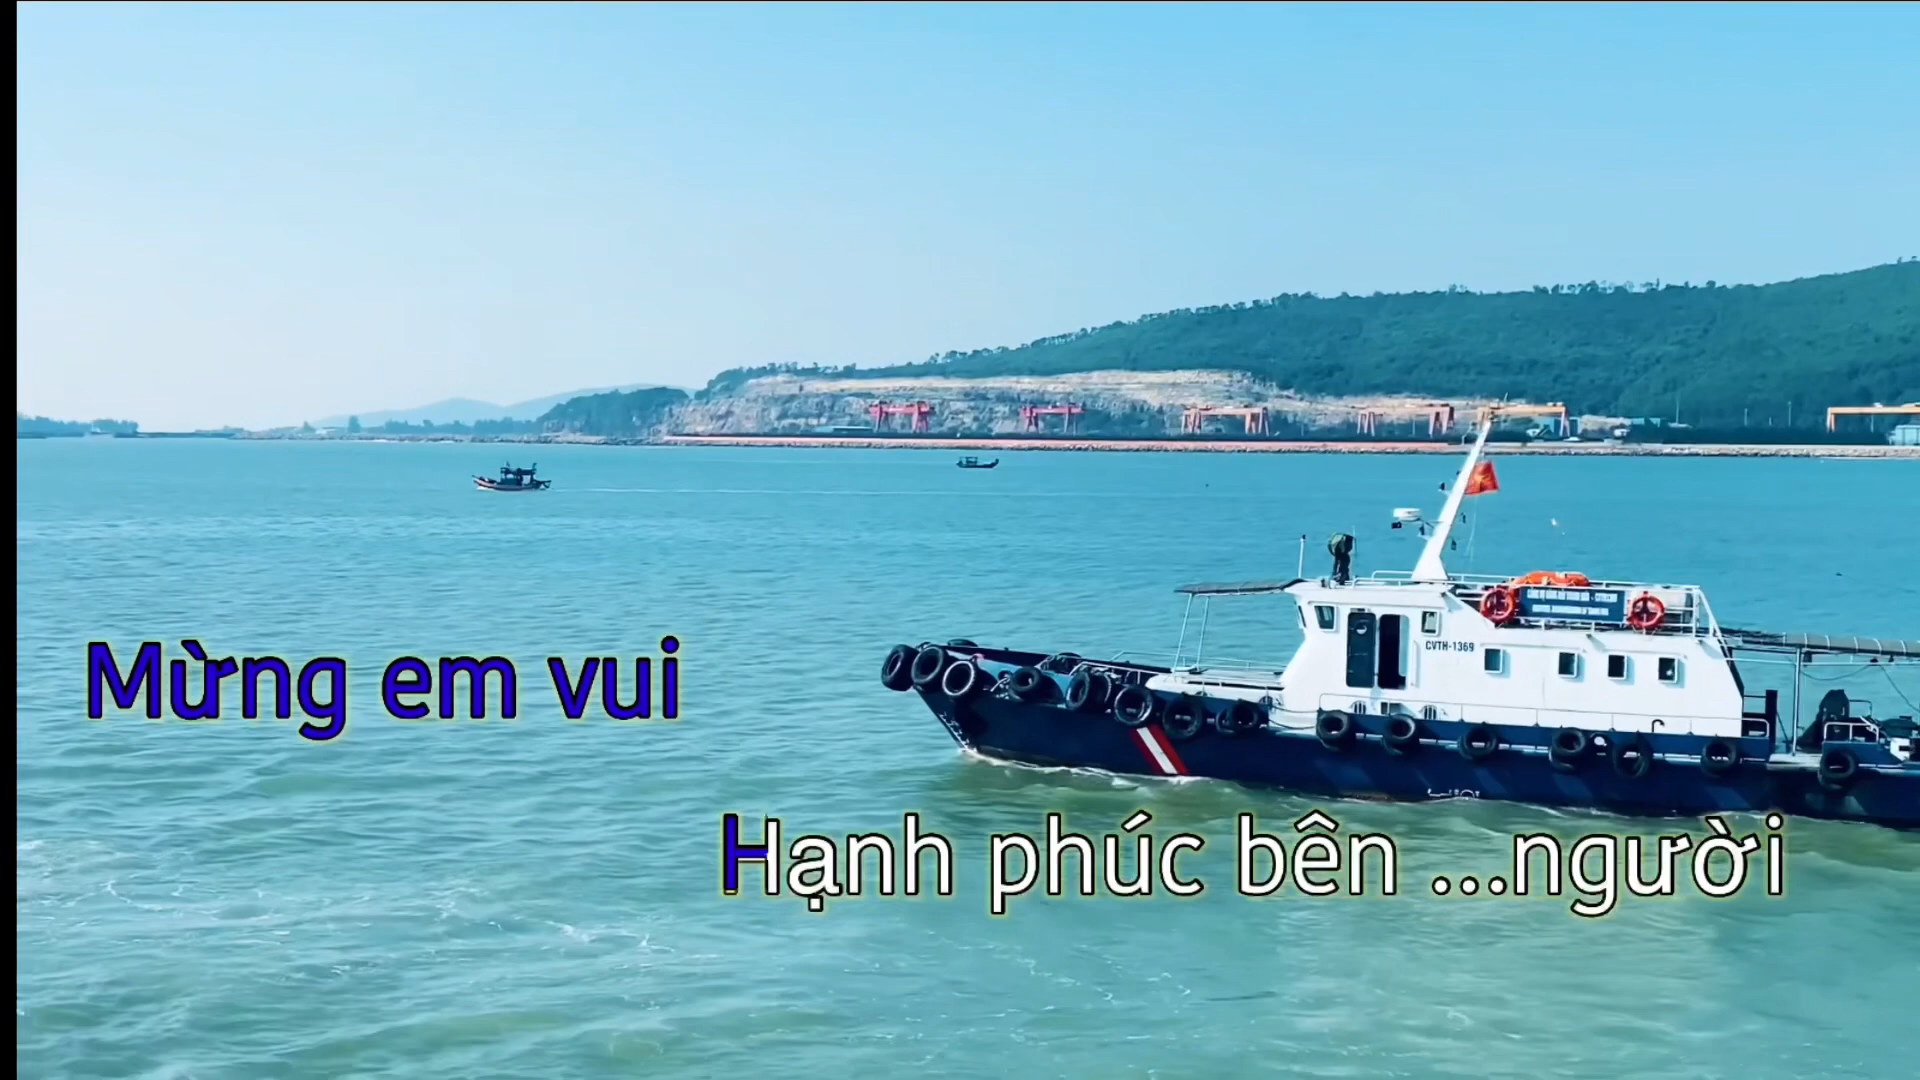 Mừng em vui
Hạnh phúc bên ...người
CVTH-1369